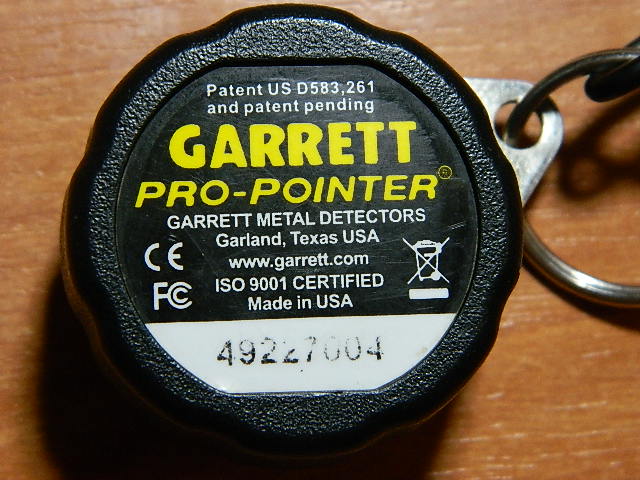 Patent US D583,261
and patent pending
GARRETT
PRO-POINTER®
GARRETT METAL DETECTORS
Garland, Texas USA
CE
www.garrett.com
FC
ISO 9001 CERTIFIED
Made in USA
49227004